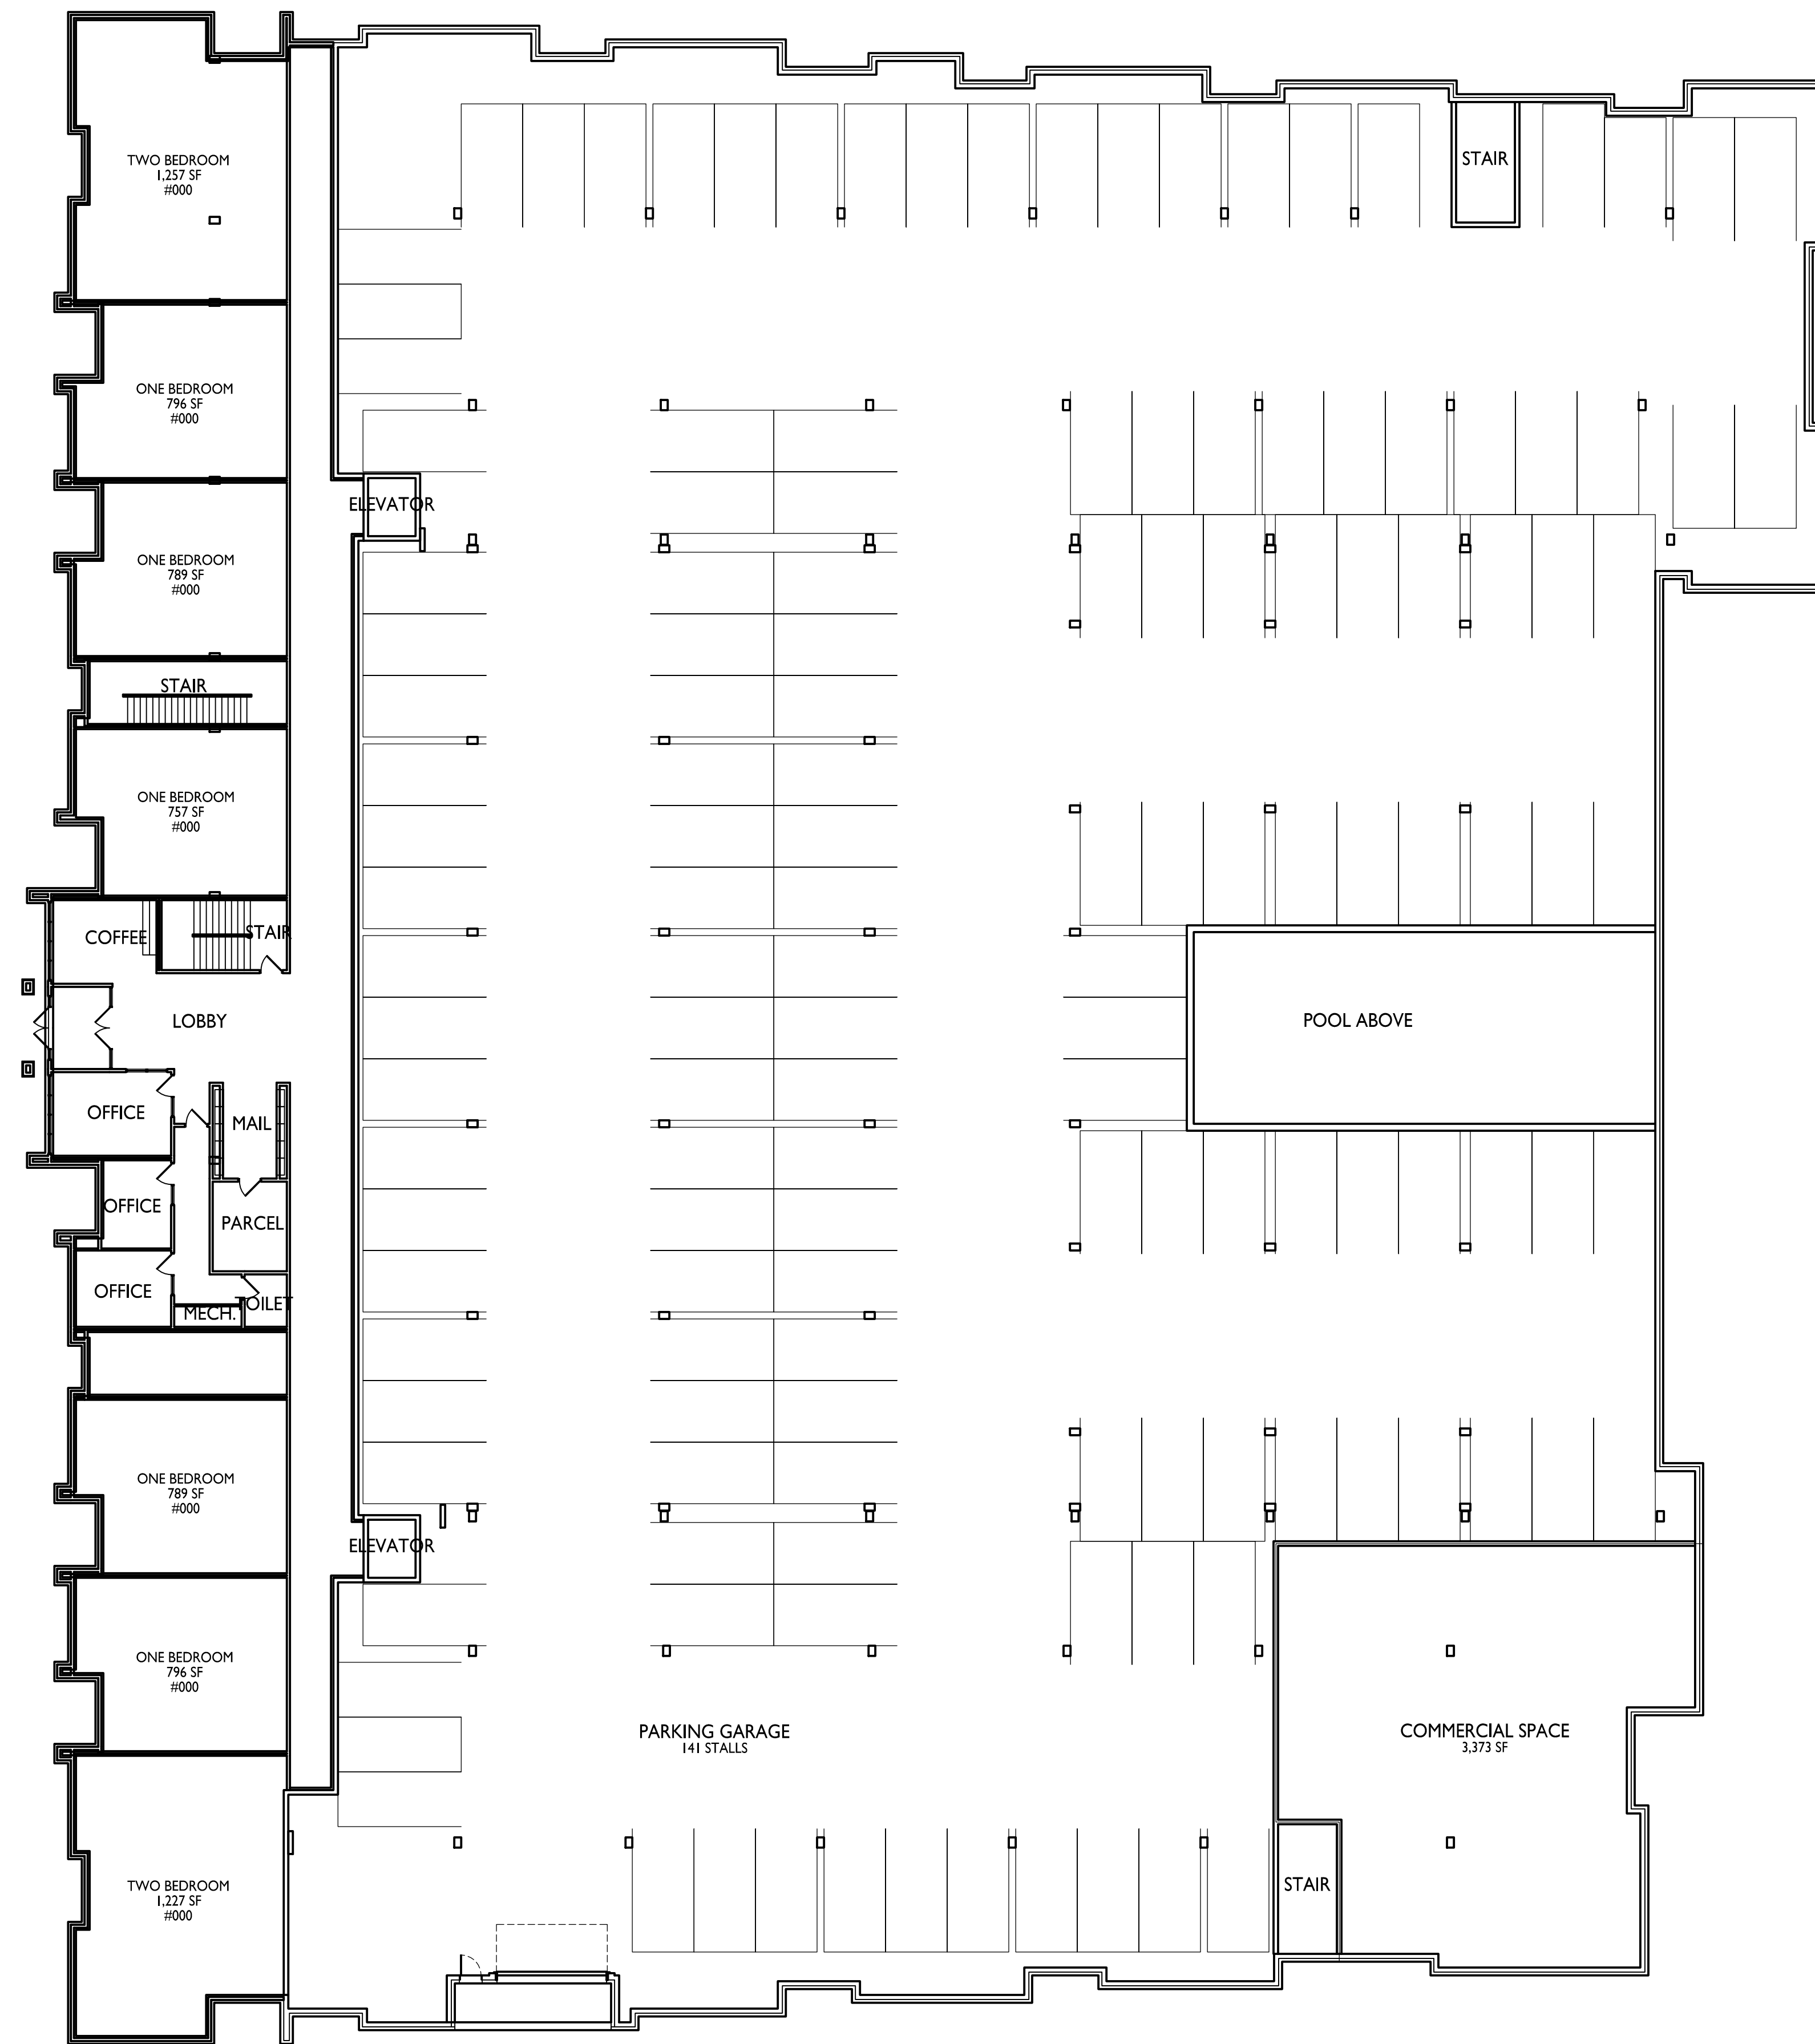 TWO BEDROOM
1,257 SF
#000
STAIR
ONE BEDROOM
796 SF
#000
ELEVATOR
ONE BEDROOM
789 SF
#000
STAIR
ONE BEDROOM
757 SF
#000
COFFEE
STAIR
LOBBY
POOL ABOVE
OFFICE
MAIL
OFFICE
PARCEL
OFFICE
MECH.
TOILET
ONE BEDROOM
789 SF
#000
ELEVATOR
ONE BEDROOM
796 SF
#000
PARKING GARAGE
141 STALLS
COMMERCIAL SPACE
3,373 SF
TWO BEDROOM
1,227 SF
#000
STAIR